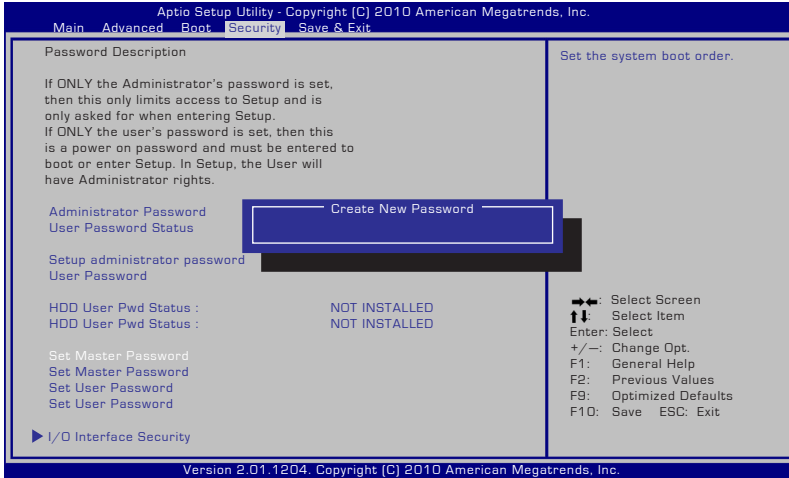 Aptio Setup Utility - Copyright (C) 2010 American Megatrends, Inc.
Main Advanced Boot Security Save & Exit
Password Description
If ONLY the Administrator's password is set,
then this only limits access to Setup and is
only asked for when entering Setup.
If ONLY the user's password is set, then this
is a power on password and must be entered to
boot or enter Setup. In Setup, the User will
have Administrator rights.
Administrator Password
User Password Status
Create New Password
Setup administrator password
User Password
HDD User Pwd Status : NOT INSTALLED
HDD User Pwd Status : NOT INSTALLED
Set Master Password
Set Master Password
Set User Password
Set User Password
I/O Interface Security
Set the system boot order.
→←: Select Screen
↑↓: Select Item
Enter: Select
+/—: Change Opt.
F1: General Help
F2: Previous Values
F9: Optimized Defaults
F10: Save ESC: Exit
Version 2.01.1204. Copyright (C) 2010 American Megatrends, Inc.